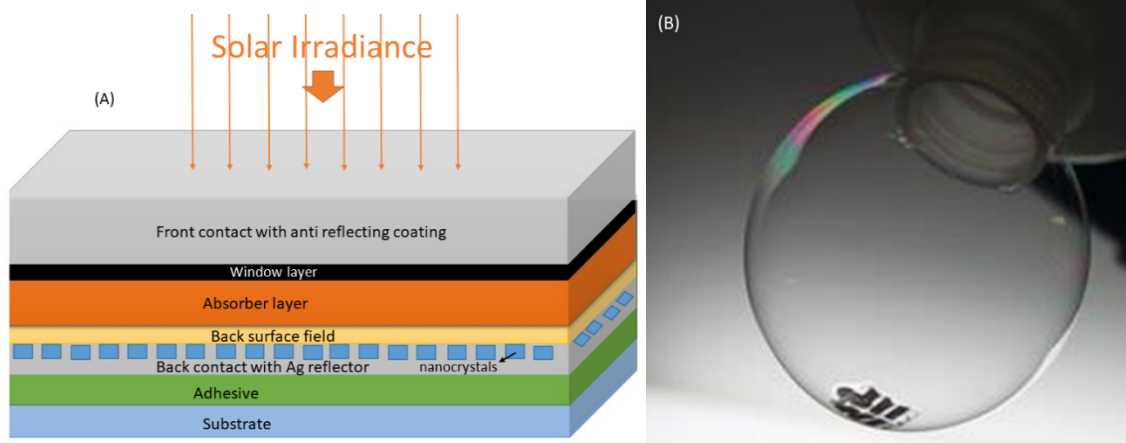 Solar Irradiance
(A)
Front contact with anti reflecting coating
Window layer
Absorber layer
Back surface field
Back contact with Ag reflector
nanocrystals
Adhesive
Substrate
(B)